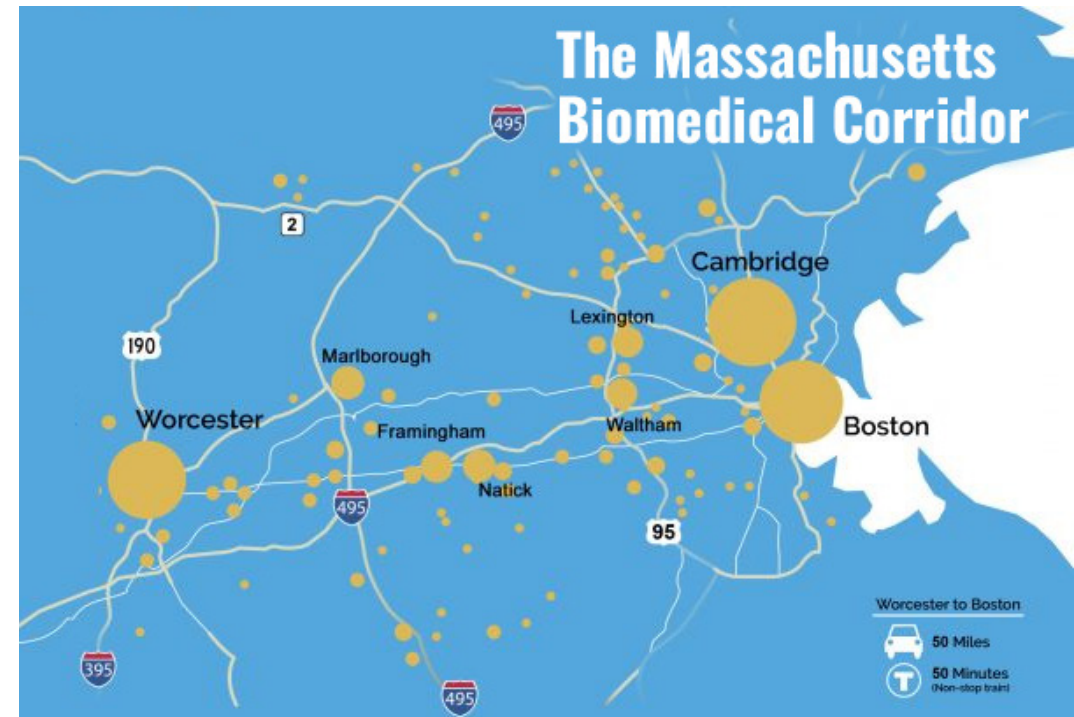 The Massachusetts
Biomedical Corridor
495
2
Cambridge
Lexington
190
Marlborough
Worcester
Framingham
Waltham
Boston
Natick
495
95
Worcester to Boston
50 Miles
395
T
50 Minutes
(Non-stop train)
495